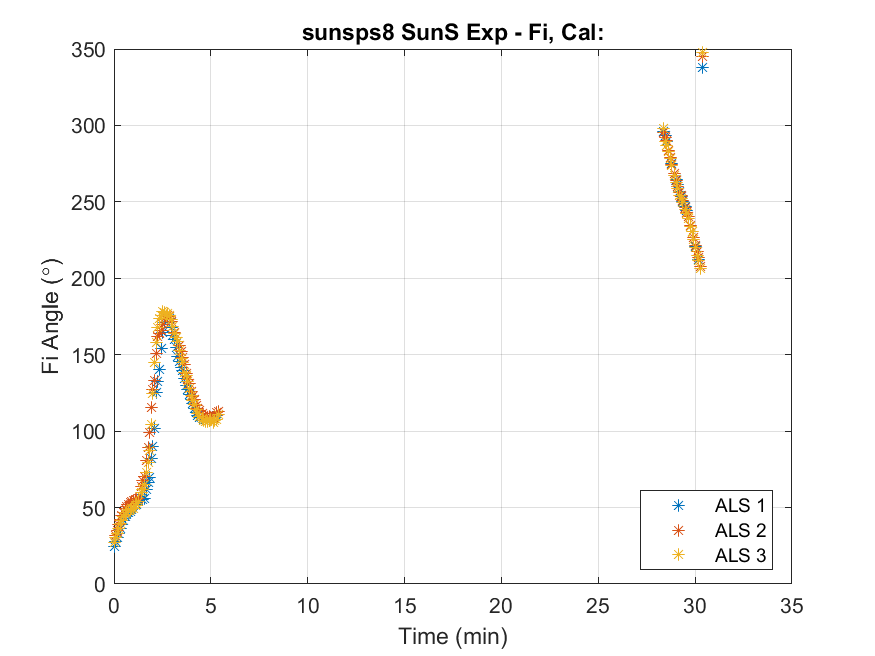 sunsps8 SunS Exp - Fi, Cal:
350
300
250
200
150
100
50
0
Fi Angle (°)
0 5 10 15 20 25 30 35
Time (min)
ALS 1
ALS 2
ALS 3